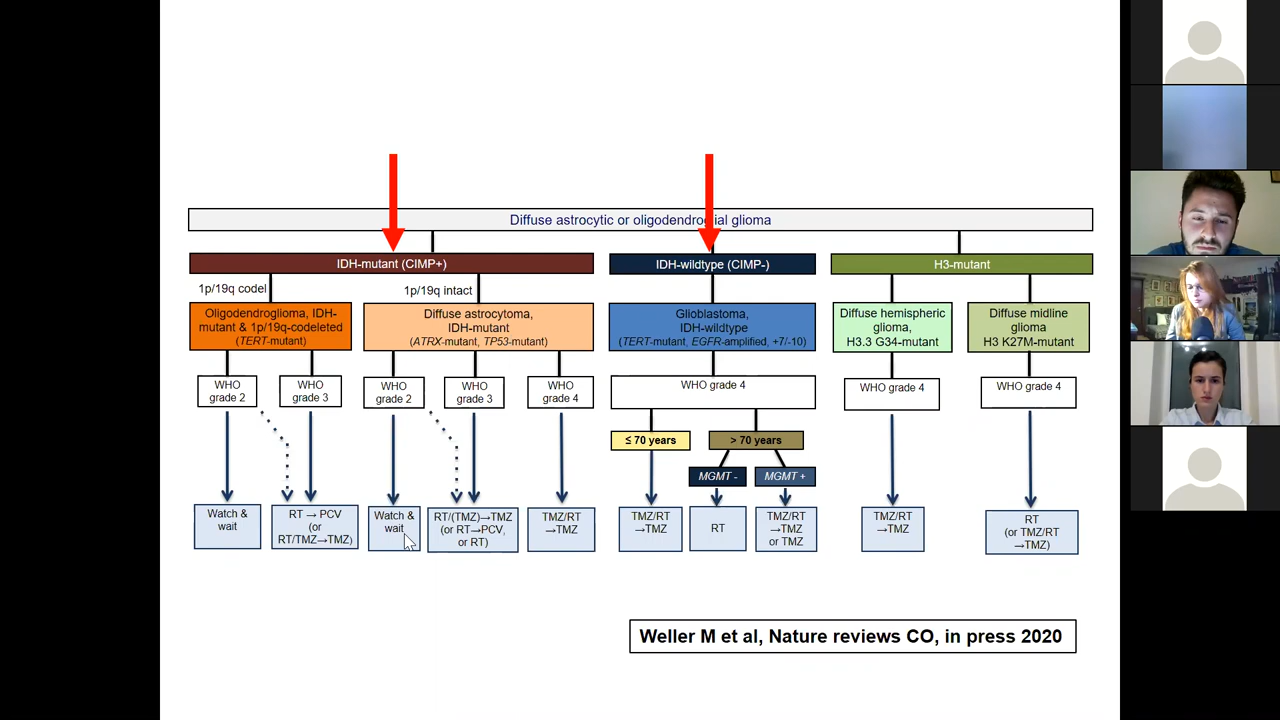 Diffuse astrocytic or oligodendroglial glioma
IDH-mutant (CIMP+)
IDH-wildtype (CIMP-)
H3-mutant
1p/19q codel
1p/19q intact
Oligodendroglioma, IDH-
mutant & 1p/19q-codeleted
(TERT-mutant)
Diffuse astrocytoma,
IDH-mutant
(ATRX-mutant, TP53-mutant)
Glioblastoma,
IDH-wildtype
(TERT-mutant, EGFR-amplified, +7/-10)
Diffuse hemispheric
glioma,
H3.3 G34-mutant
Diffuse midline
glioma
H3 K27M-mutant
WHO
grade 2
WHO
grade 3
WHO
grade 2
WHO
grade 3
WHO
grade 4
WHO grade 4
WHO grade 4
WHO grade 4
≤ 70 years
> 70 years
MGMT -
MGMT +
Watch &
wait
RT → PCV
(or
RT/TMZ→TMZ)
Watch &
wait
RT/(TMZ)→TMZ
(or RT→PCV,
or RT)
TMZ/RT
→TMZ
TMZ/RT
→TMZ
RT
TMZ/RT
→TMZ
or TMZ
TMZ/RT
→TMZ
RT
(or TMZ/RT
→TMZ)
Weller M et al, Nature reviews CO, in press 2020